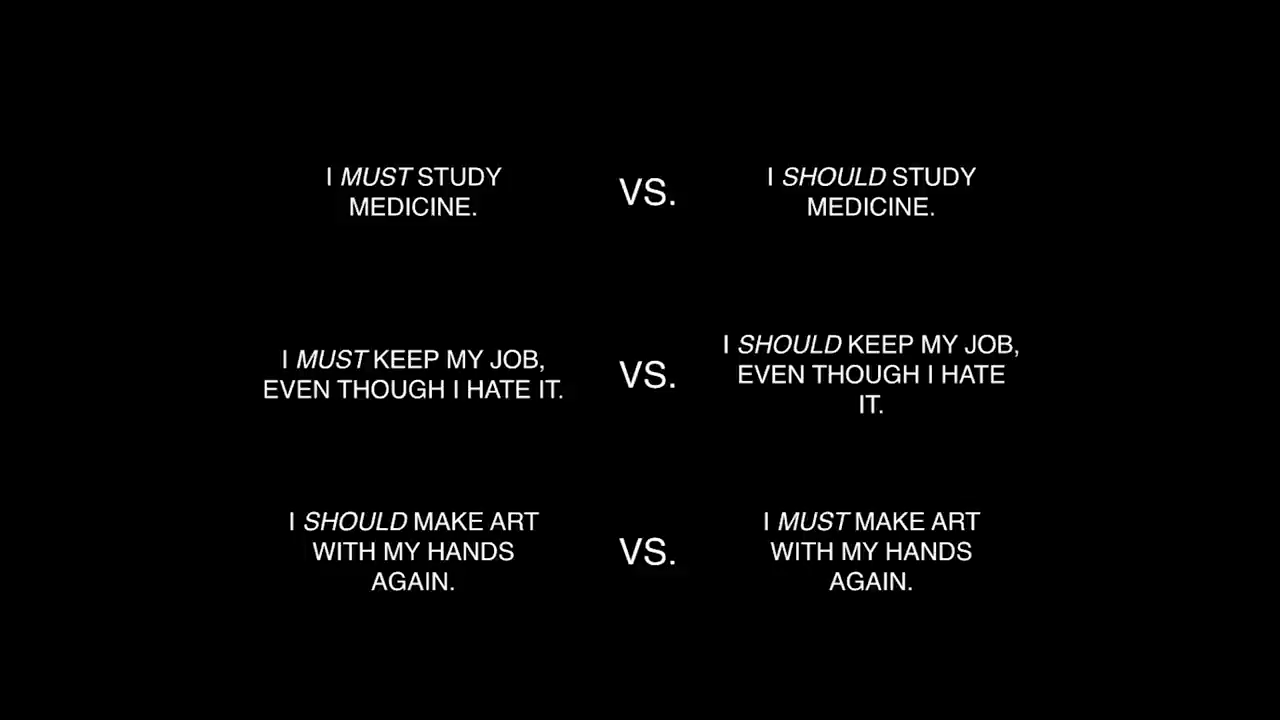 I MUST STUDY
MEDICINE.
VS.
I SHOULD STUDY
MEDICINE.
I MUST KEEP MY JOB,
EVEN THOUGH I HATE IT.
VS.
I SHOULD KEEP MY JOB,
EVEN THOUGH I HATE
IT.
I SHOULD MAKE ART
WITH MY HANDS
AGAIN.
VS.
I MUST MAKE ART
WITH MY HANDS
AGAIN.